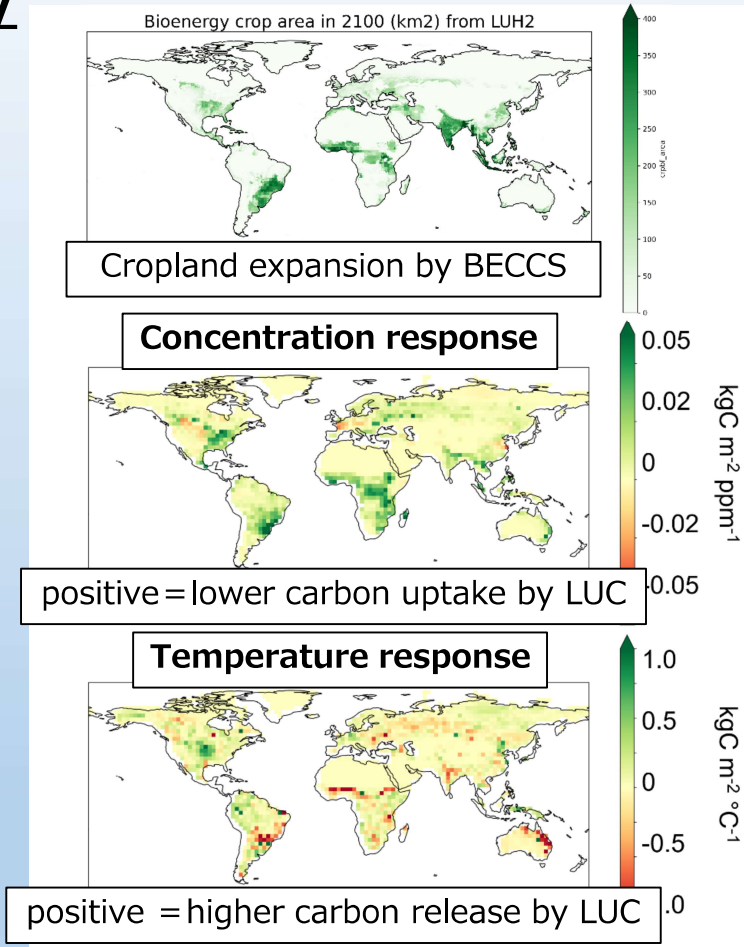 Bioenergy crop area in 2100 (km2) from LUH2
400
350
300
250
200
150
100
50
0
crpbf_area
Cropland expansion by BECCS
Concentration response
0.05
0.02
0
-0.02
0.05
kgC m-2 ppm-1
positive=lower carbon uptake by LUC
Temperature response
1.0
0.5
0
-0.5
.0
kgC m-2 °C-1
positive =higher carbon release by LUC